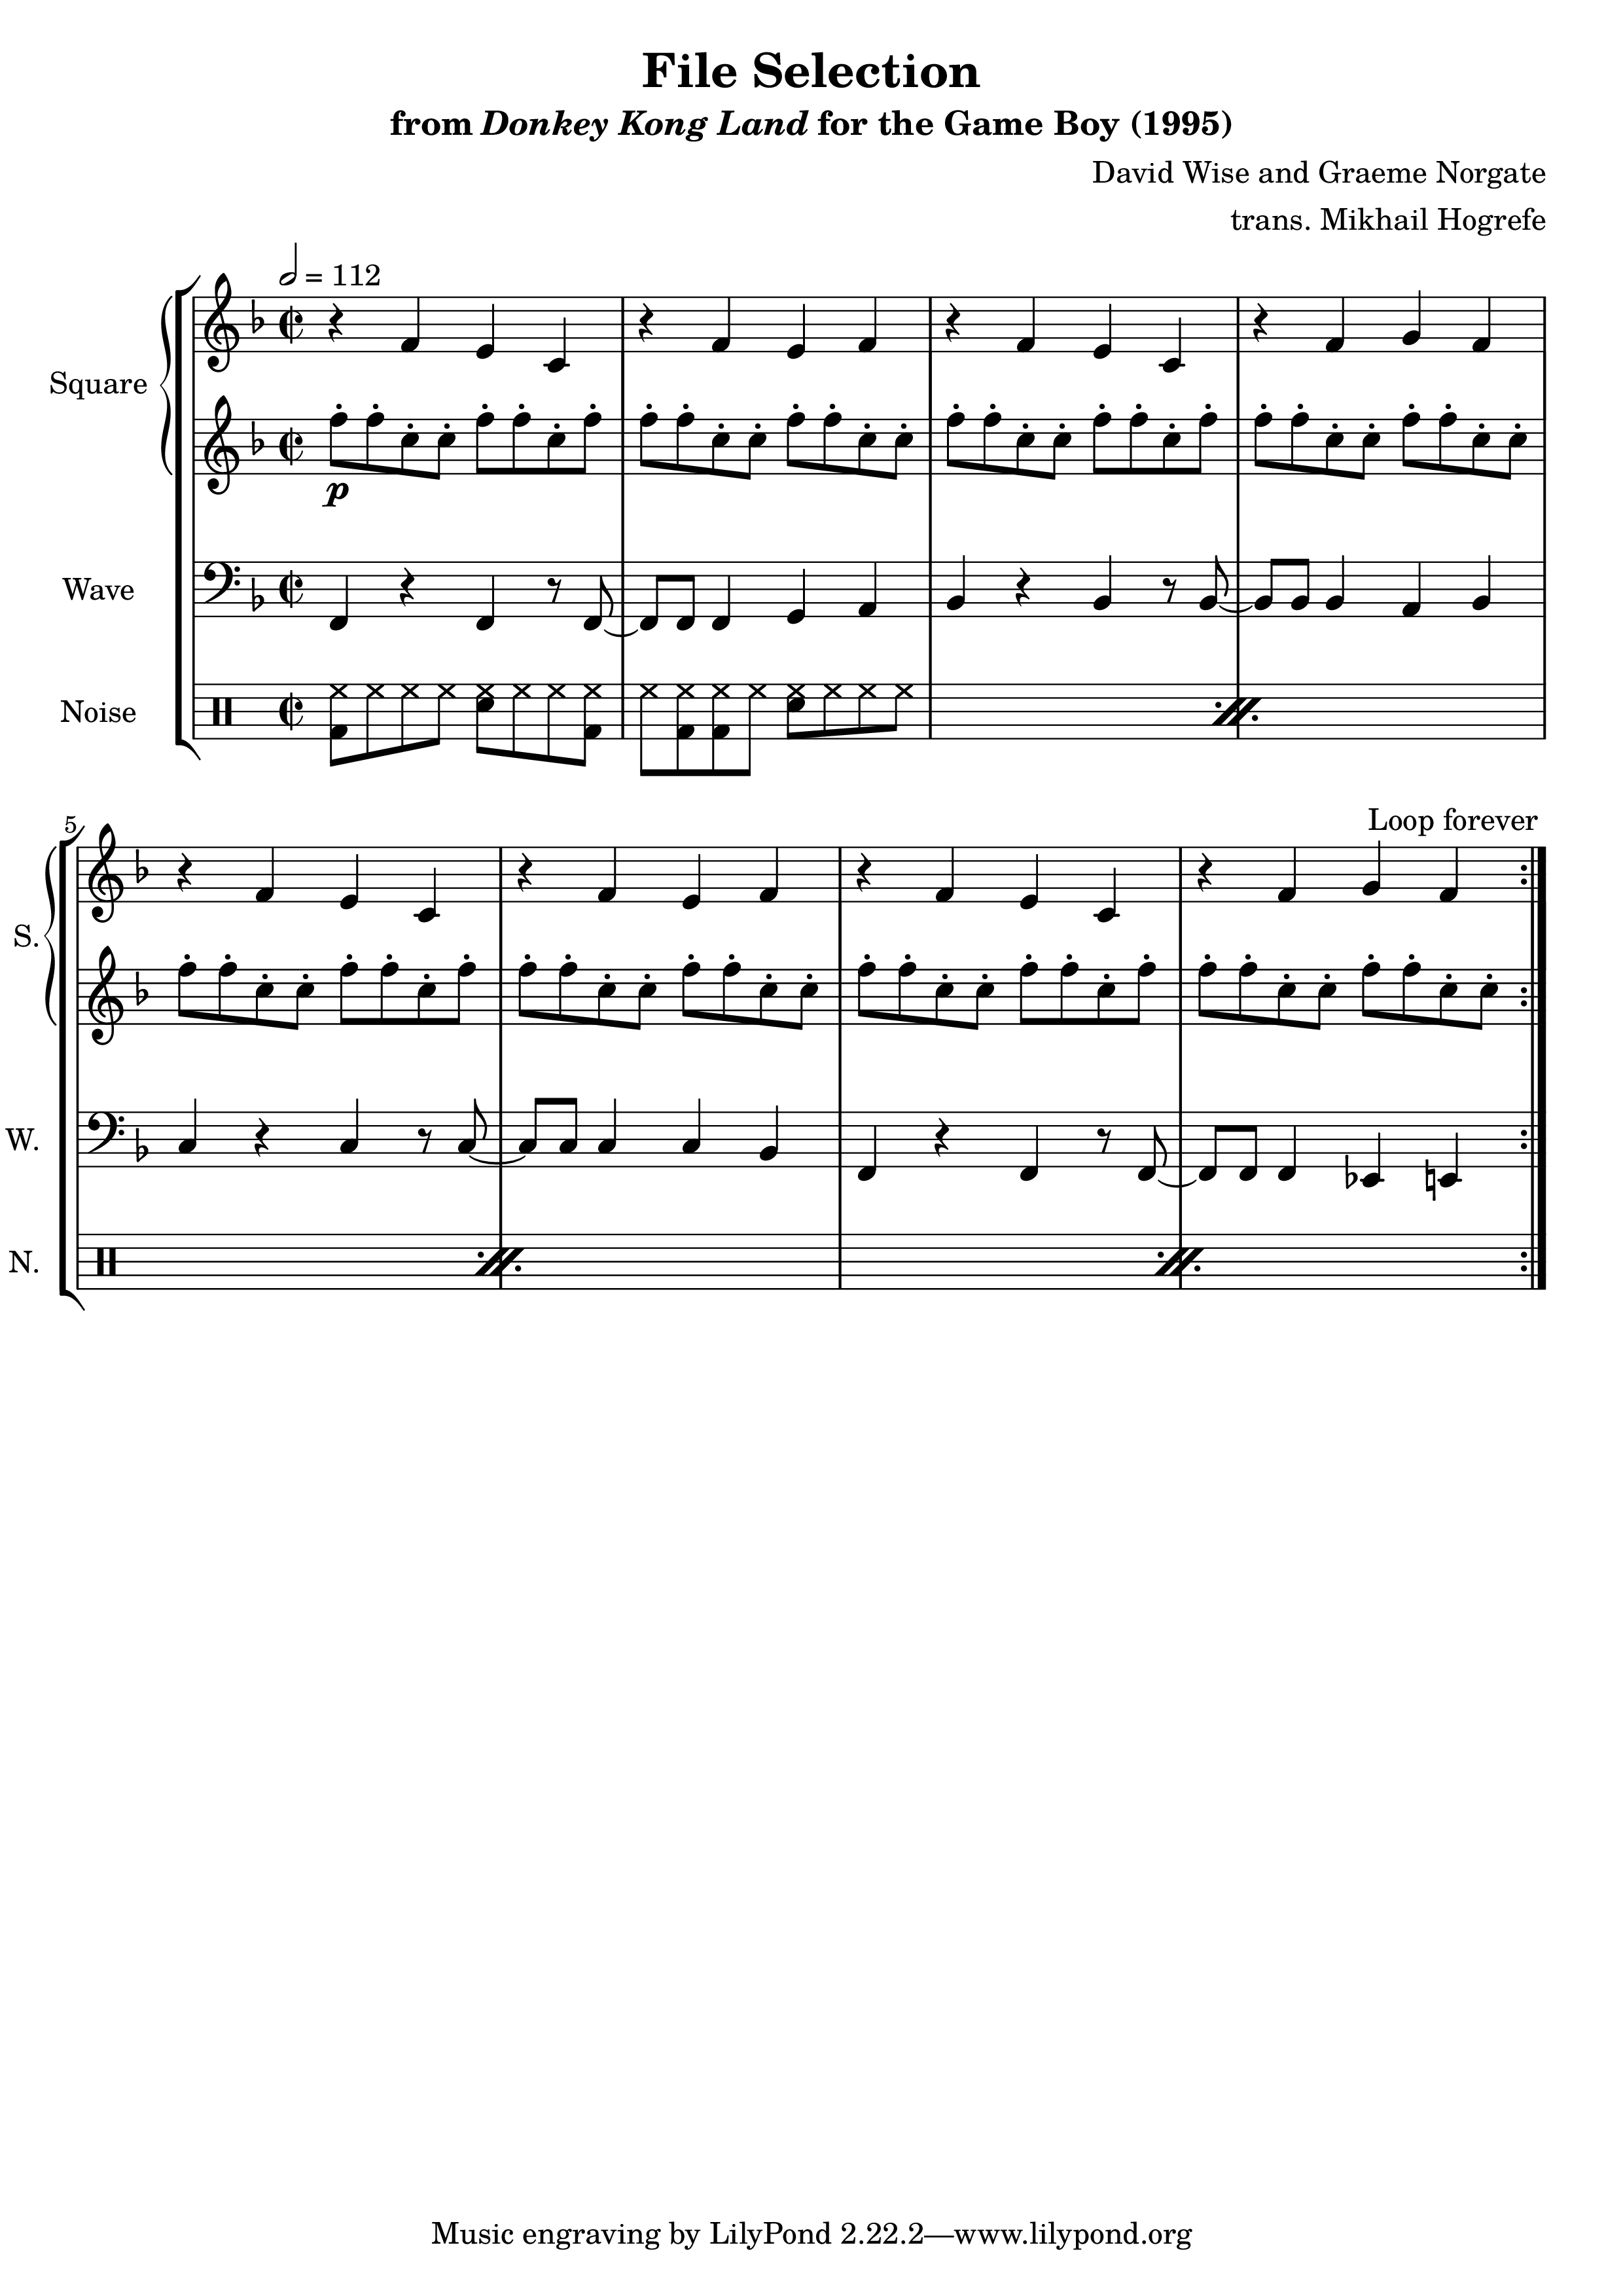 File Selection
from Donkey Kong Land for the Game Boy (1995)
David Wise and Graeme Norgate
trans. Mikhail Hogrefe
= 112
Square
p
Wave
Noise
5
Loop forever
S.
W.
N.
Music engraving by LilyPond 2.22.2—www.lilypond.org